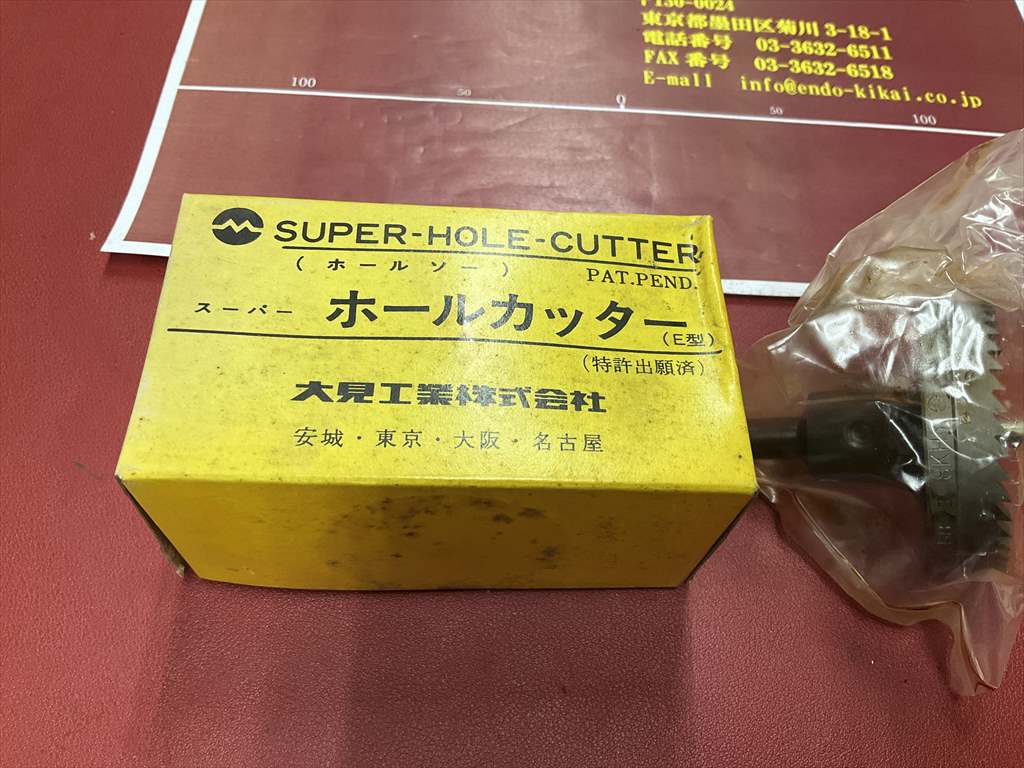 〒130-0024
東京都墨田区菊川3-18-1
電話番号 03-3632-6511
FAX番号 03-3632-6518
E-mail info@endo-kikai.co.jp
100 50 0 50 100
SUPER-HOLE-CUTTER
(ホールソー)
PAT.PEND.
スーパー ホールカッター
(E型)
(特許出願済)
大見工業株式会社
安城・東京・大阪・名古屋